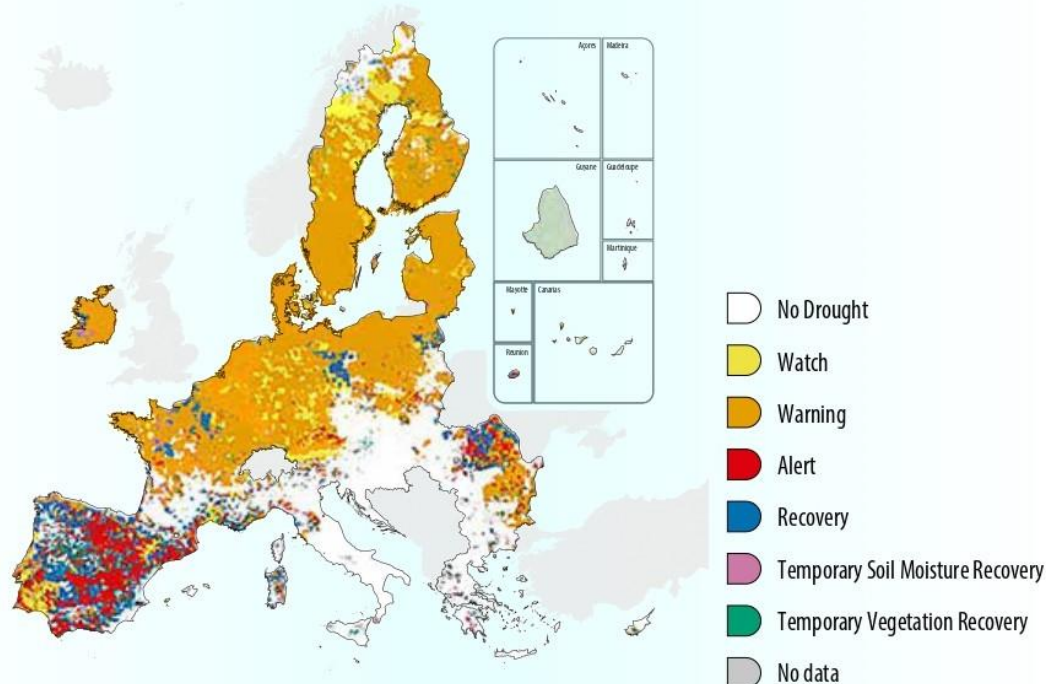 Açores
Madeira
Guyane
Guadeloupe
Martinique
Mayotte
Canarias
Reunion
No Drought
Watch
Warning
Alert
Recovery
Temporary Soil Moisture Recovery
Temporary Vegetation Recovery
No data